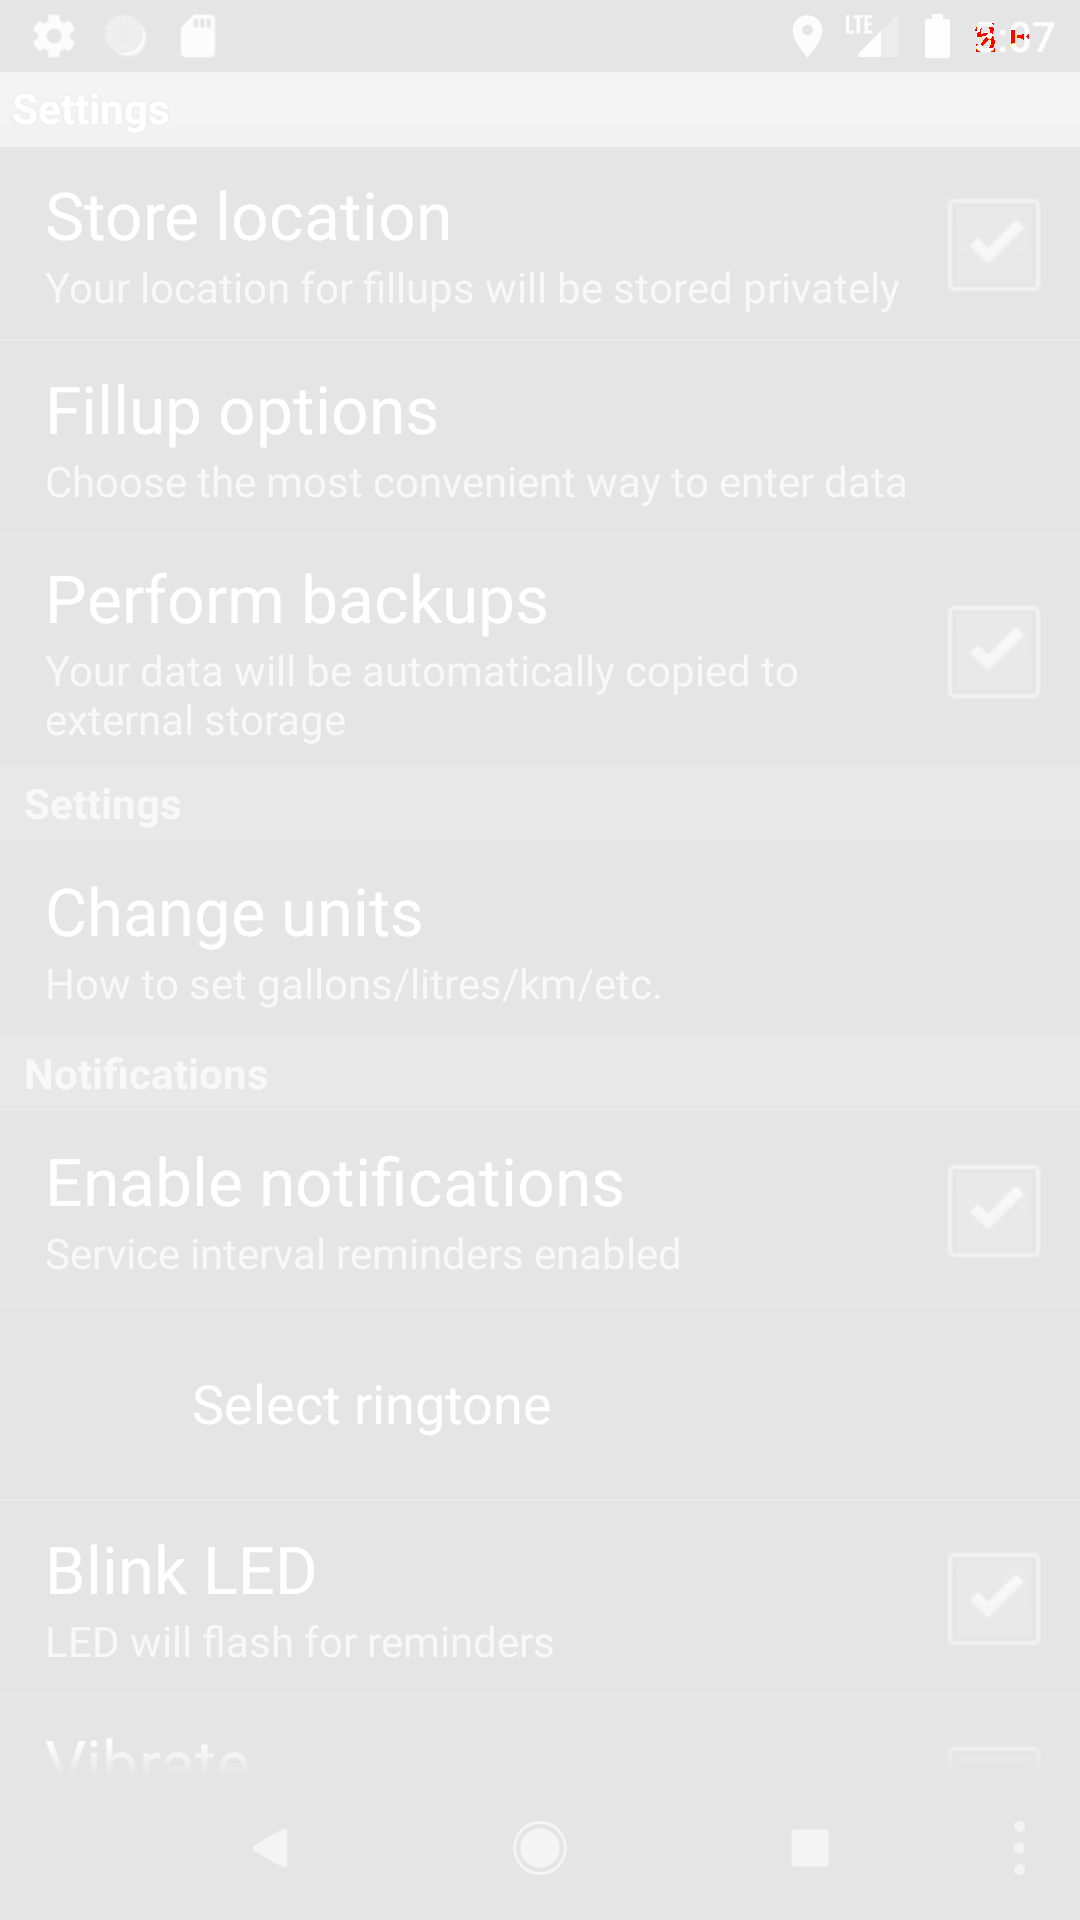 LTE
Settings
Store location
Your location for fillups will be stored privately
Fillup options
Choose the most convenient way to enter data
Perform backups
Your data will be automatically copied to
external storage
Settings
Change units
How to set gallons/litres/km/etc.
Notifications
Enable notifications
Service interval reminders enabled
Select ringtone
Blink LED
LED will flash for reminders
Vibrate